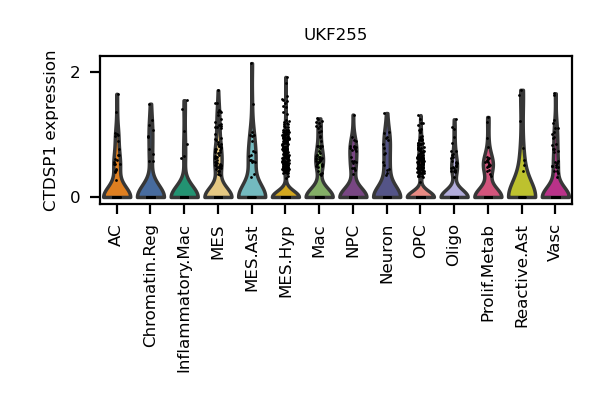 UKF255
CTDSP1 expression
2
0
AC
Chromatin.Reg
Inflammatory.Mac
MES
MES.Ast
MES.Hyp
Mac
NPC
Neuron
OPC
Oligo
Prolif.Metab
Reactive.Ast
Vasc